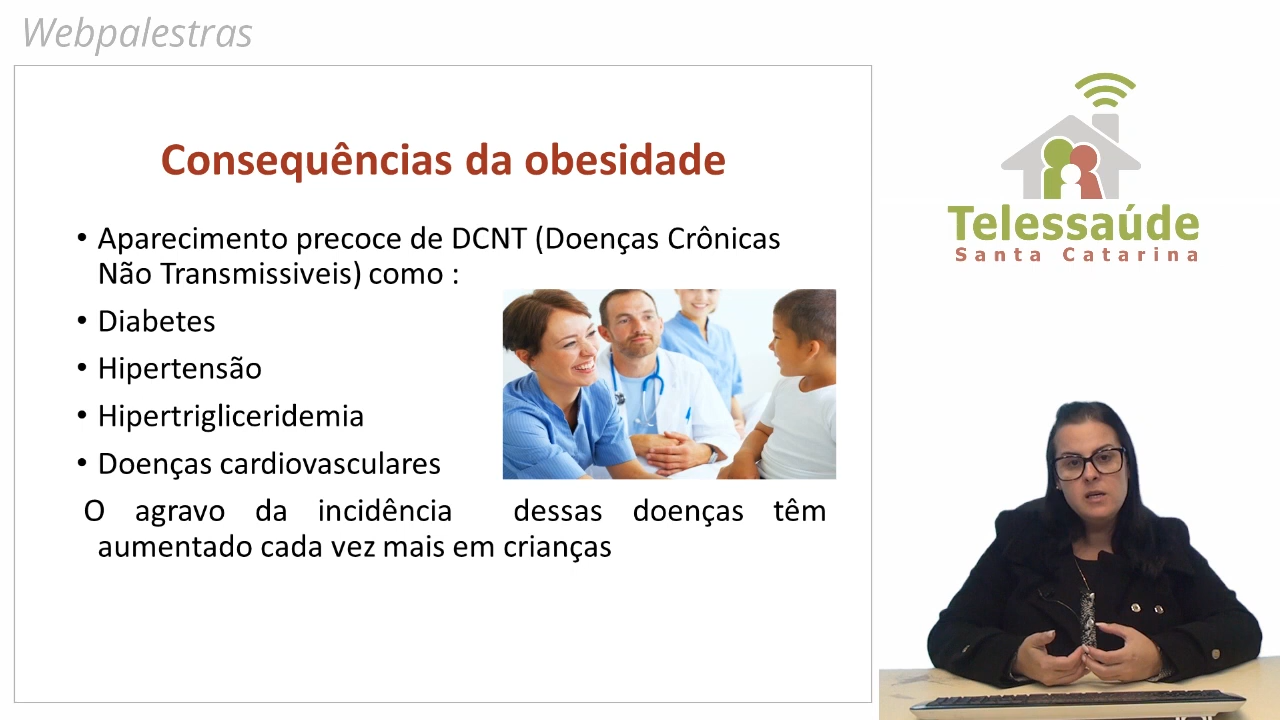 Webpalestras
Consequências da obesidade
• Aparecimento precoce de DCNT (Doenças Crônicas
Não Transmissiveis) como :
• Diabetes
• Hipertensão
• Hipertrigliceridemia
• Doenças cardiovasculares
O agravo da incidência dessas doenças têm
aumentado cada vez mais em crianças
Telessaúde
Santa Catarina